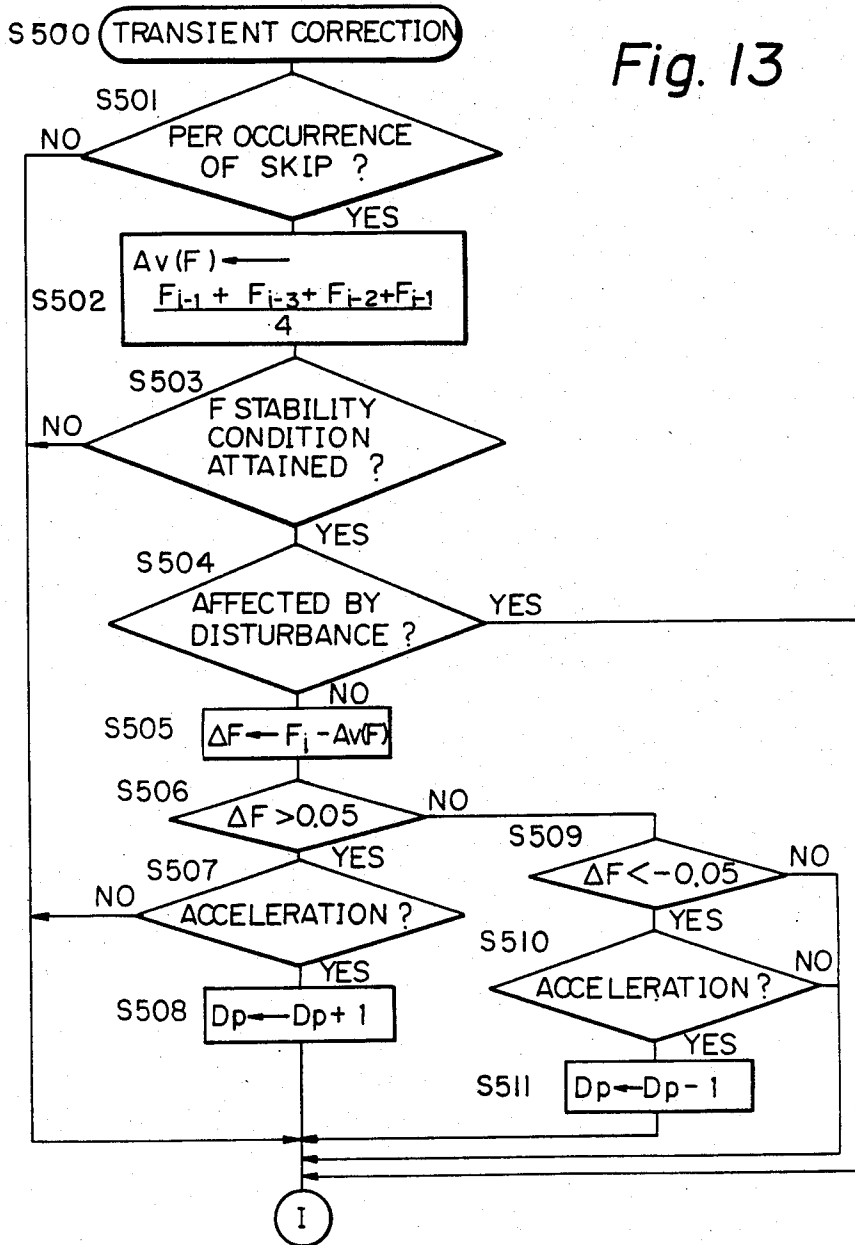 S500 TRANSIENT CORRECTION
Fig. 13
S501
NO
PER OCCURRENCE
OF SKIP ?
YES
S502
Av(F) ←
Fi-1 + Fi-3 + Fi-2 + Fi-1
4
S503
NO
F STABILITY
CONDITION
ATTAINED ?
YES
S504
AFFECTED BY
DISTURBANCE ?
YES
NO
S505
ΔF ← Fi - Av(F)
S506
ΔF > 0.05
NO
YES
S507
NO
ACCELERATION ?
YES
S508
Dp ← Dp + 1
S509
ΔF < -0.05
NO
YES
S510
ACCELERATION ?
NO
YES
S511
Dp ← Dp - 1
I